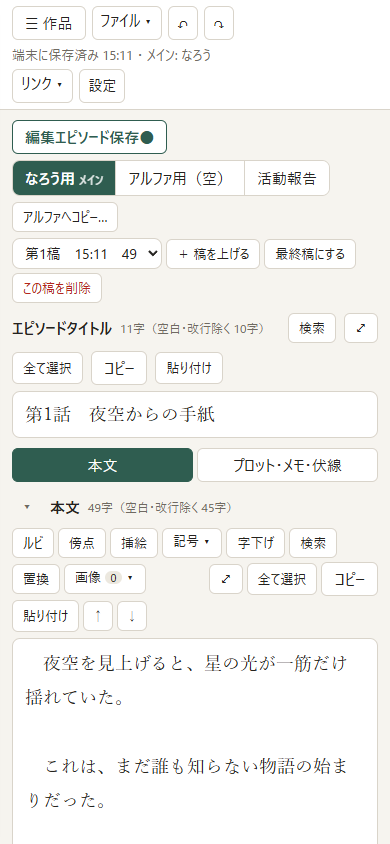 ☰ 作品 ファイル ▾ ↶ ↷
端末に保存済み 15:11 · メイン: なろう
リンク ▾ 設定
編集エピソード保存●
なろう用 メイン アルファ用（空） 活動報告
アルファへコピー…
第1稿 15:11 49 ＋ 稿を上げる 最終稿にする
この稿を削除
エピソードタイトル 11字（空白・改行除く10字） 検索 ⤢
全て選択 コピー 貼り付け
第1話　夜空からの手紙
本文 プロット・メモ・伏線
▾ 本文 49字（空白・改行除く45字）
ルビ 傍点 挿絵 記号 ▾ 字下げ 検索
置換 画像 0 ▾ ⤢ 全て選択 コピー
貼り付け ↑ ↓
　夜空を見上げると、星の光が一筋だけ
揺れていた。
　これは、まだ誰も知らない物語の始ま
りだった。